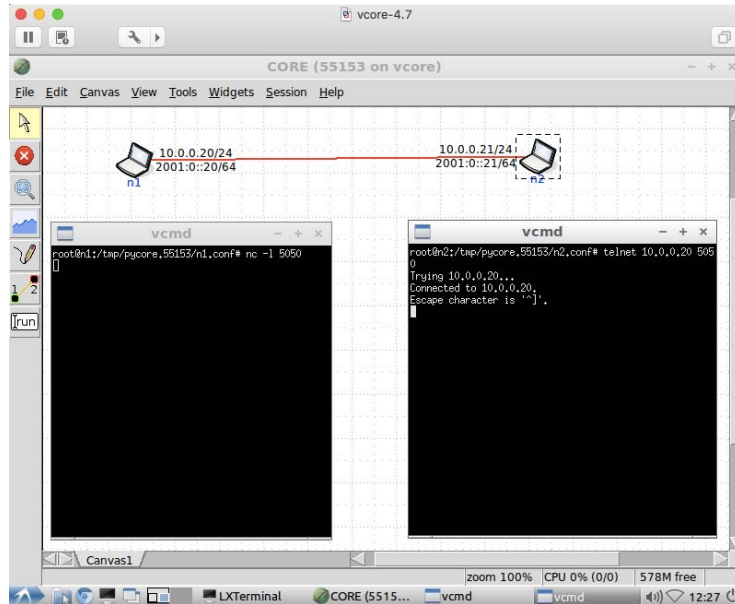 vcore-4.7
CORE (55153 on vcore)
File Edit Canvas View Tools Widgets Session Help
10.0.0.20/24
2001:0::20/64
n1
10.0.0.21/24
2001:0::21/64
n2
1 2
run
vcmd
root@n1:/tmp/pycore.55153/n1.conf# nc -l 5050
vcmd
root@n2:/tmp/pycore.55153/n2.conf# telnet 10.0.0.20 505
0
Trying 10.0.0.20...
Connected to 10.0.0.20.
Escape character is '^]'.
Canvas1
zoom 100% CPU 0% (0/0) 578M free
LXTerminal CORE (5515... vcmd vcmd 12:27